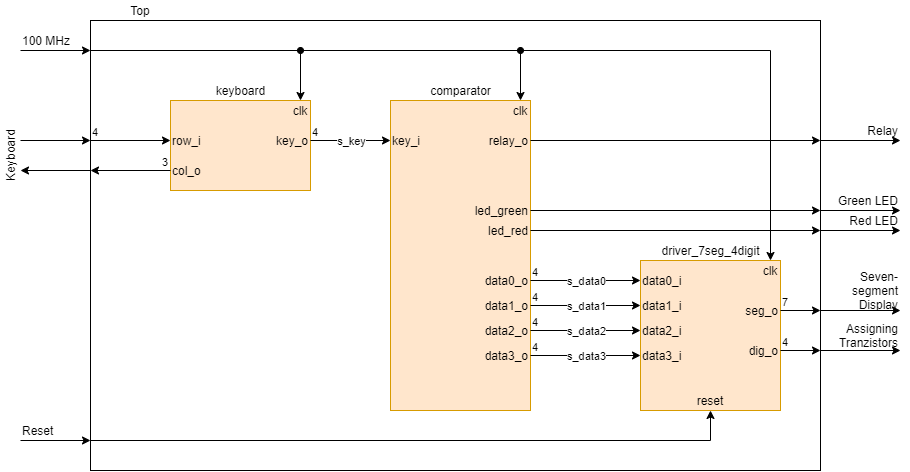 Top
100 MHz
keyboard
comparator
clk
clk
Keyboard
4
row_i
key_o
4
s_key
key_i
relay_o
Relay
3
col_o
led_green
Green LED
led_red
Red LED
driver_7seg_4digit
clk
data0_o
4
s_data0
data0_i
data1_o
4
s_data1
data1_i
data2_o
4
s_data2
data2_i
data3_o
4
s_data3
data3_i
seg_o
7
Seven-
segment
Display
dig_o
4
Assigning
Tranzistors
reset
Reset